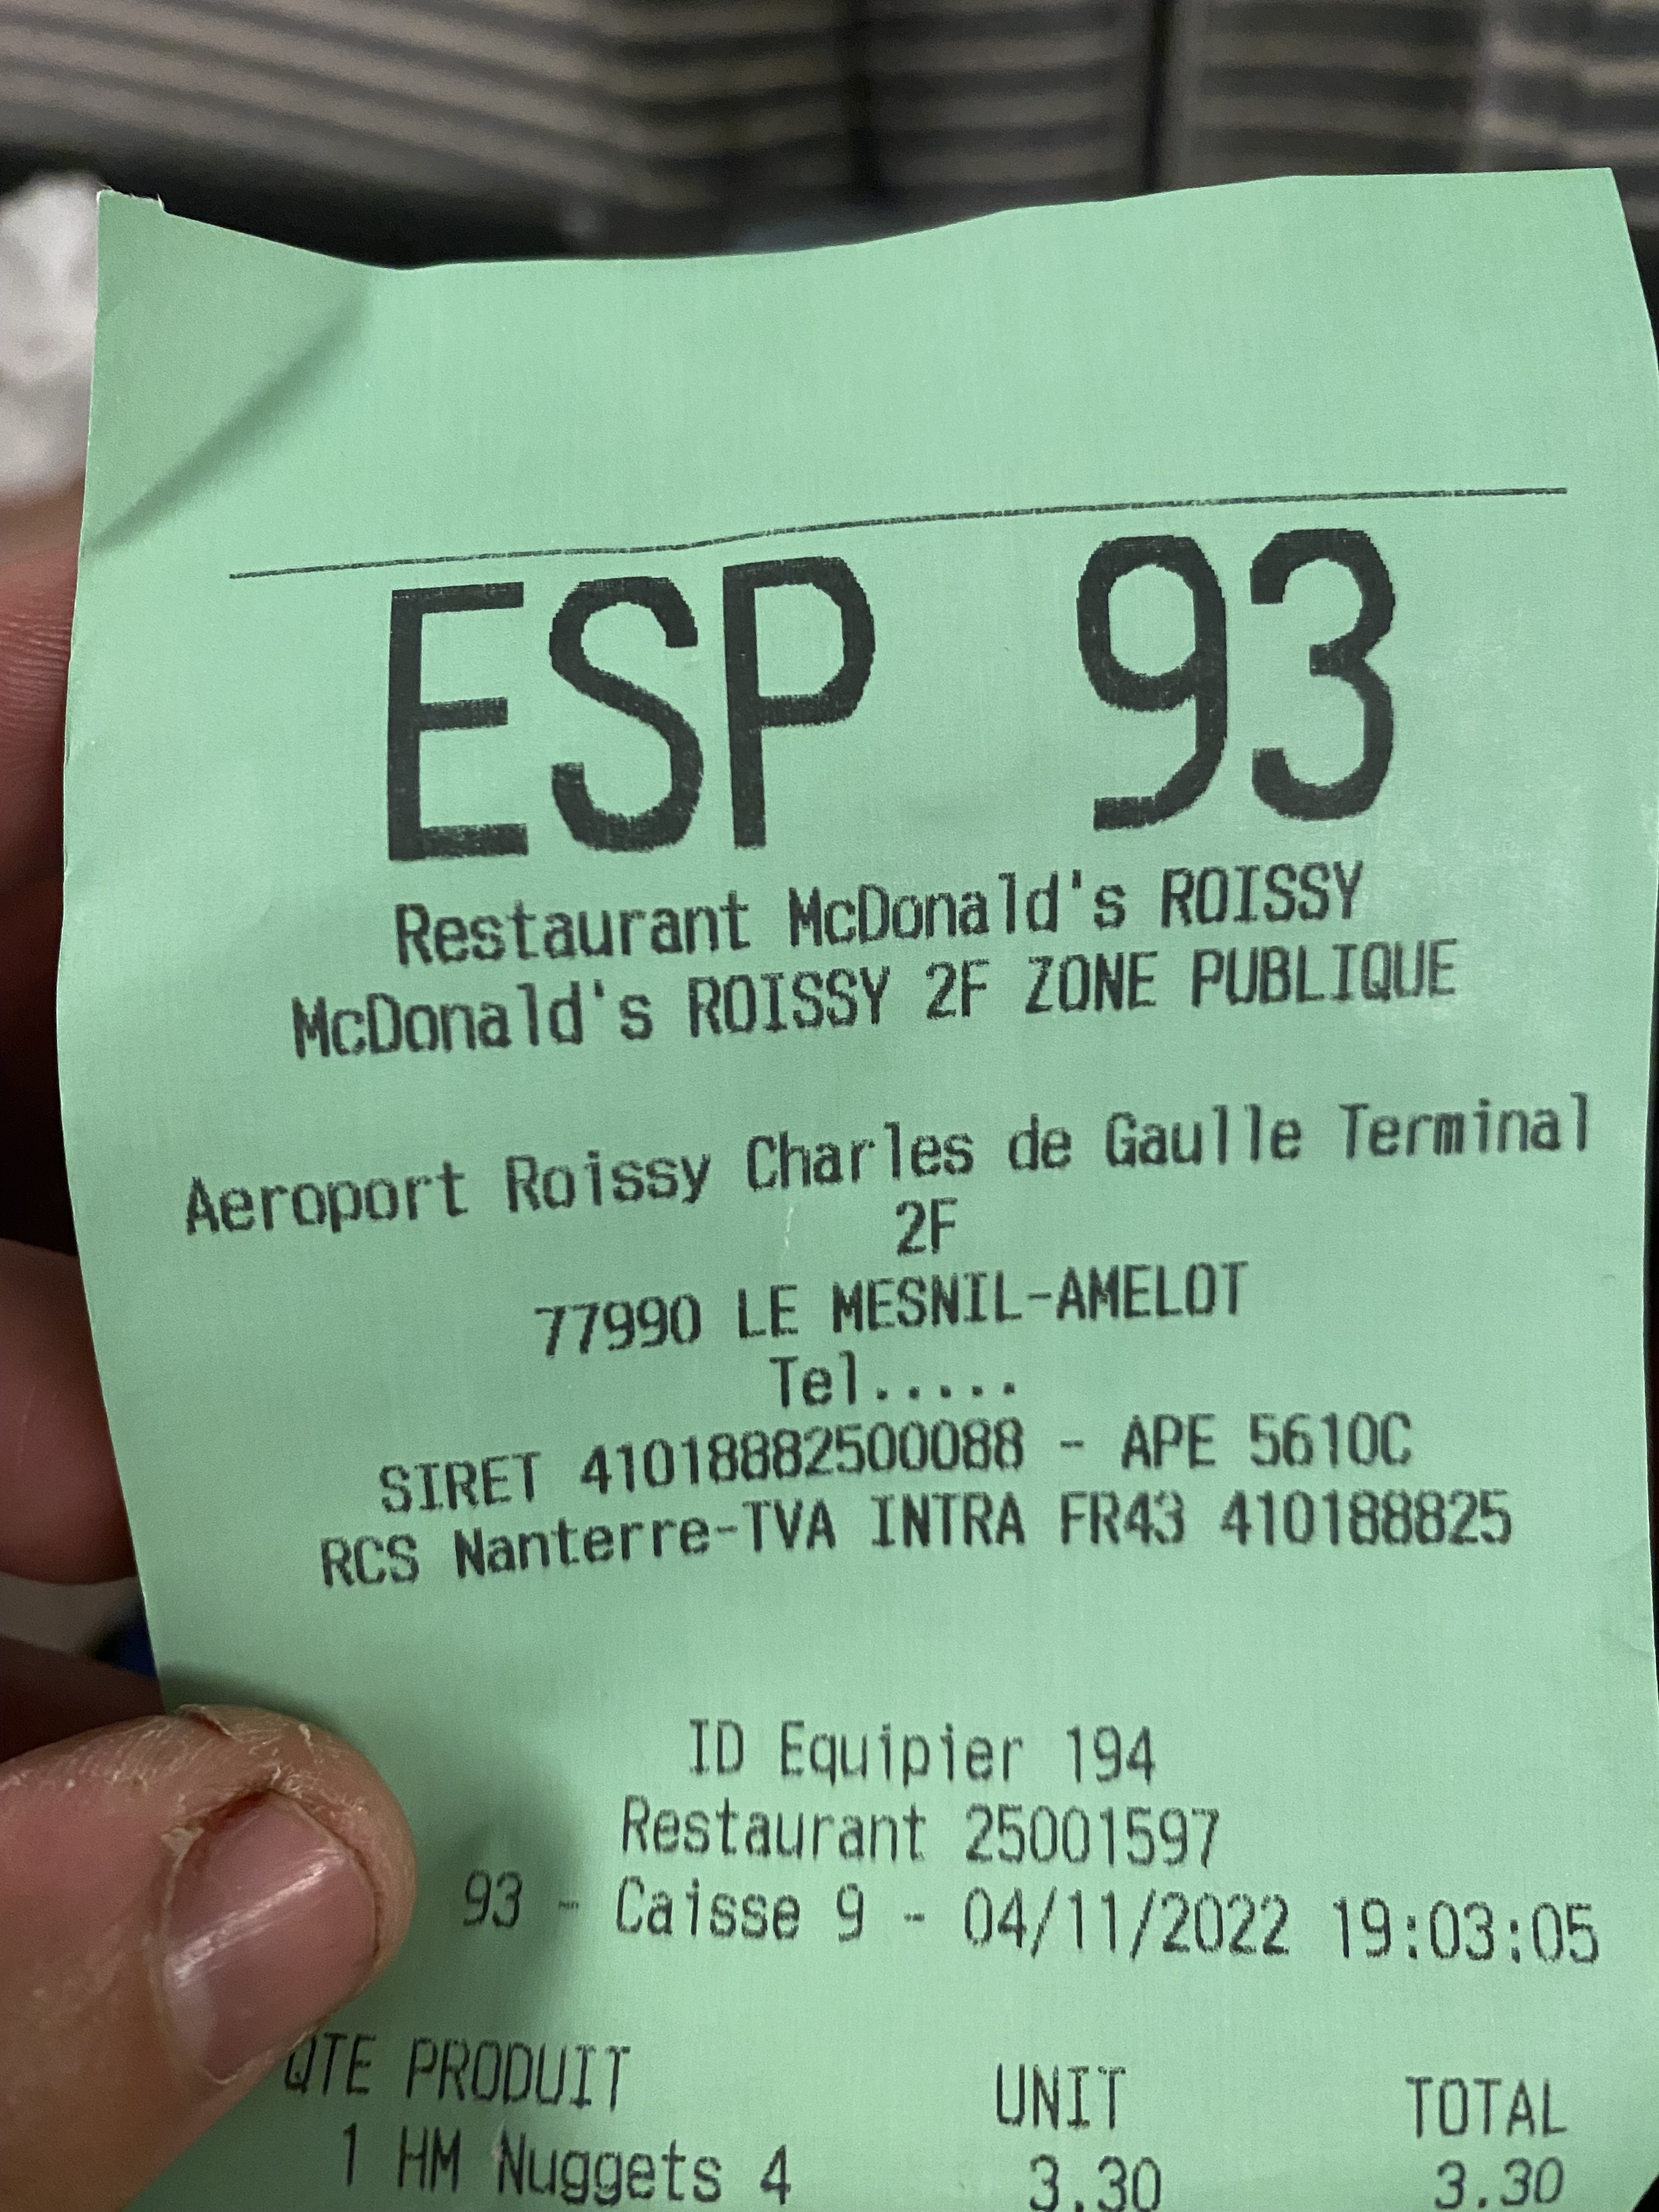 ESP 93
Restaurant McDonald's ROISSY
McDonald's ROISSY 2F ZONE PUBLIQUE
Aeroport Roissy Charles de Gaulle Terminal
2F
77990 LE MESNIL-AMELOT
Tel.....
SIRET 41018882500088 - APE 5610C
RCS Nanterre-TVA INTRA FR43 410188825
ID Equipier 194
Restaurant 25001597
93 - Caisse 9 - 04/11/2022 19:03:05
QTE PRODUIT UNIT TOTAL
1 HM Nuggets 4 3.30 3.30